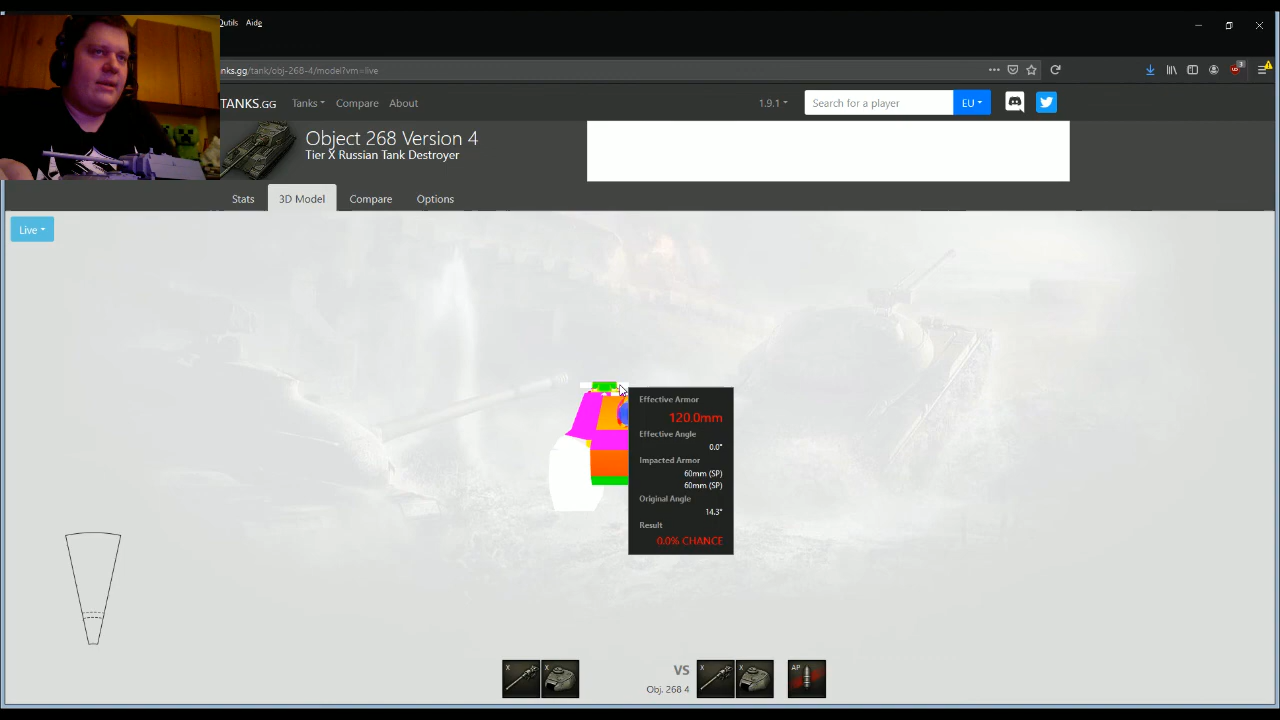 Outils Aide
nks.gg/tank/obj-268-4/model?vm=live
TANKS.GG Tanks Compare About 1.9.1 Search for a player EU
Object 268 Version 4
Tier X Russian Tank Destroyer
Stats 3D Model Compare Options
Live
Effective Armor
120.0mm
Effective Angle
0.0°
Impacted Armor
60mm (SP)
60mm (SP)
Original Angle
14.3°
Result
0.0% CHANCE
X X VS X X AP
Obj. 268 4